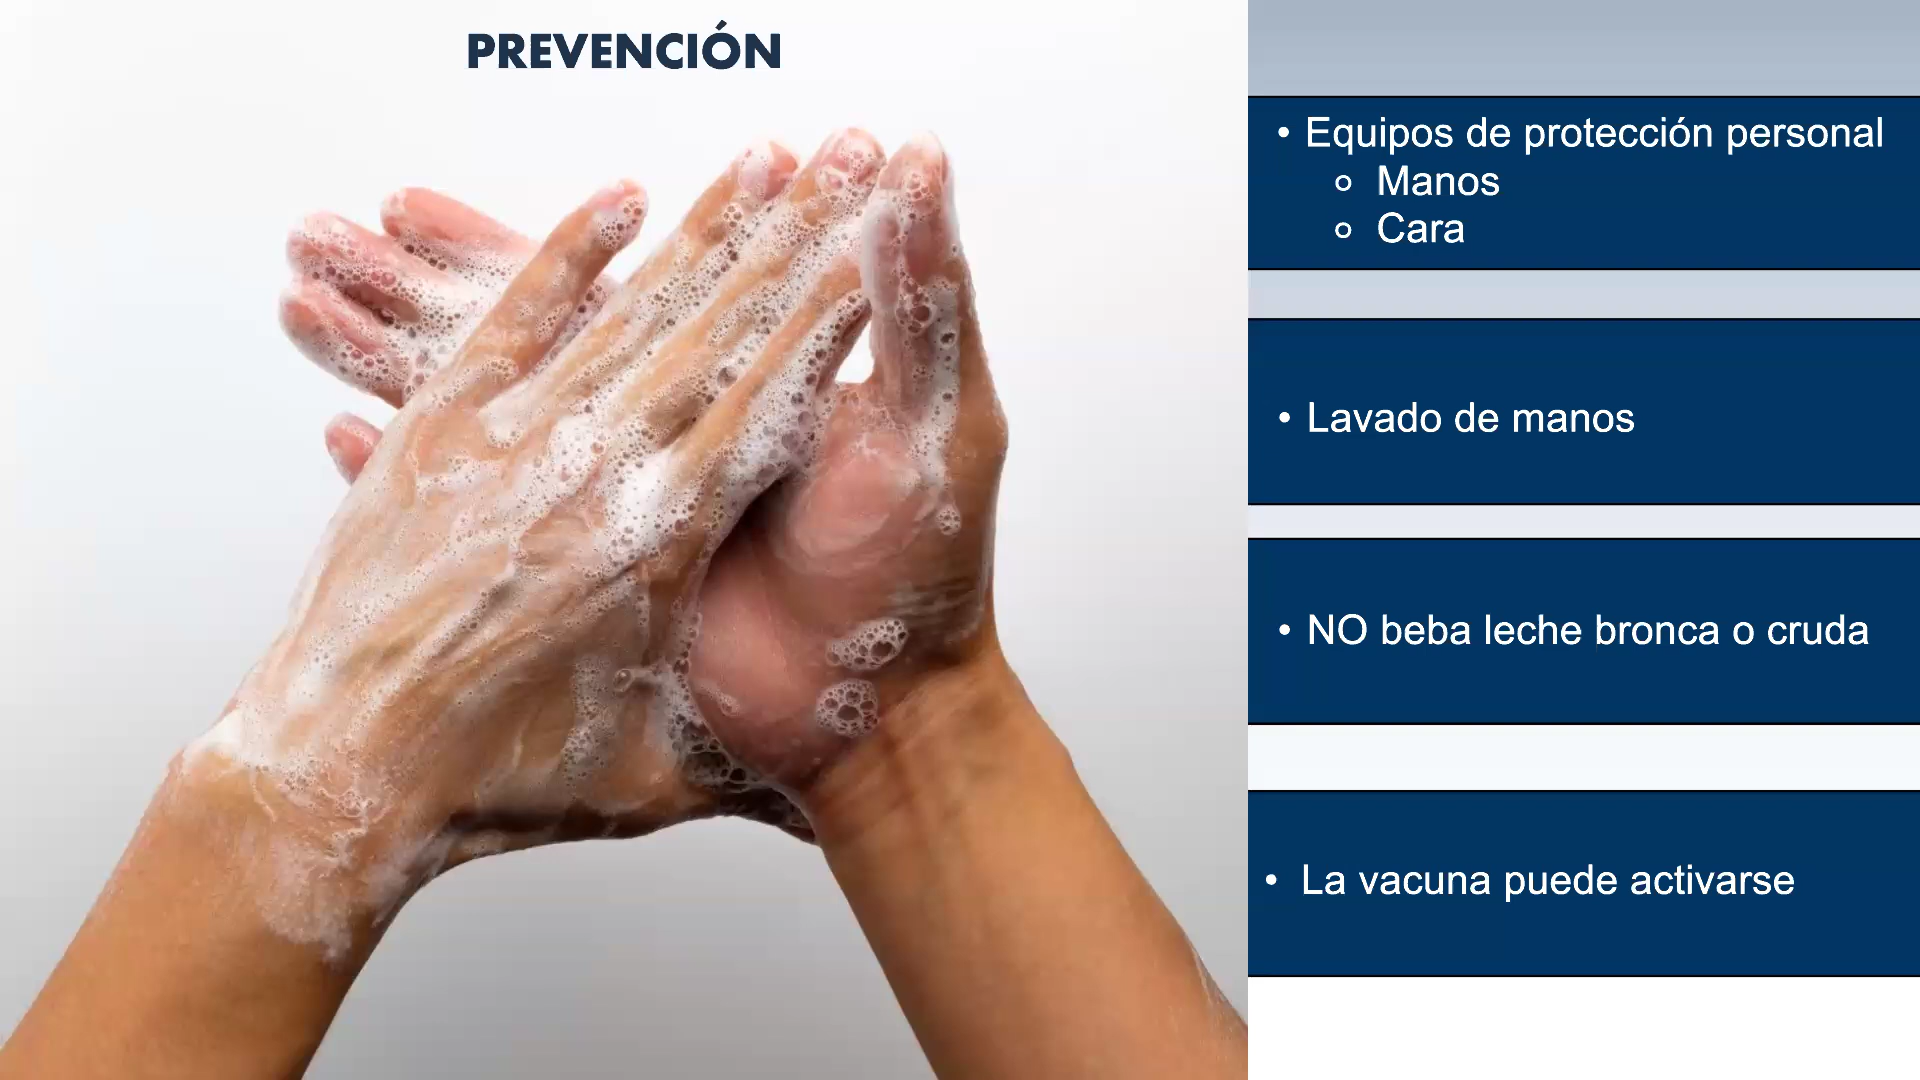 PREVENCIÓN
• Equipos de protección personal
o Manos
o Cara
• Lavado de manos
• NO beba leche bronca o cruda
• La vacuna puede activarse